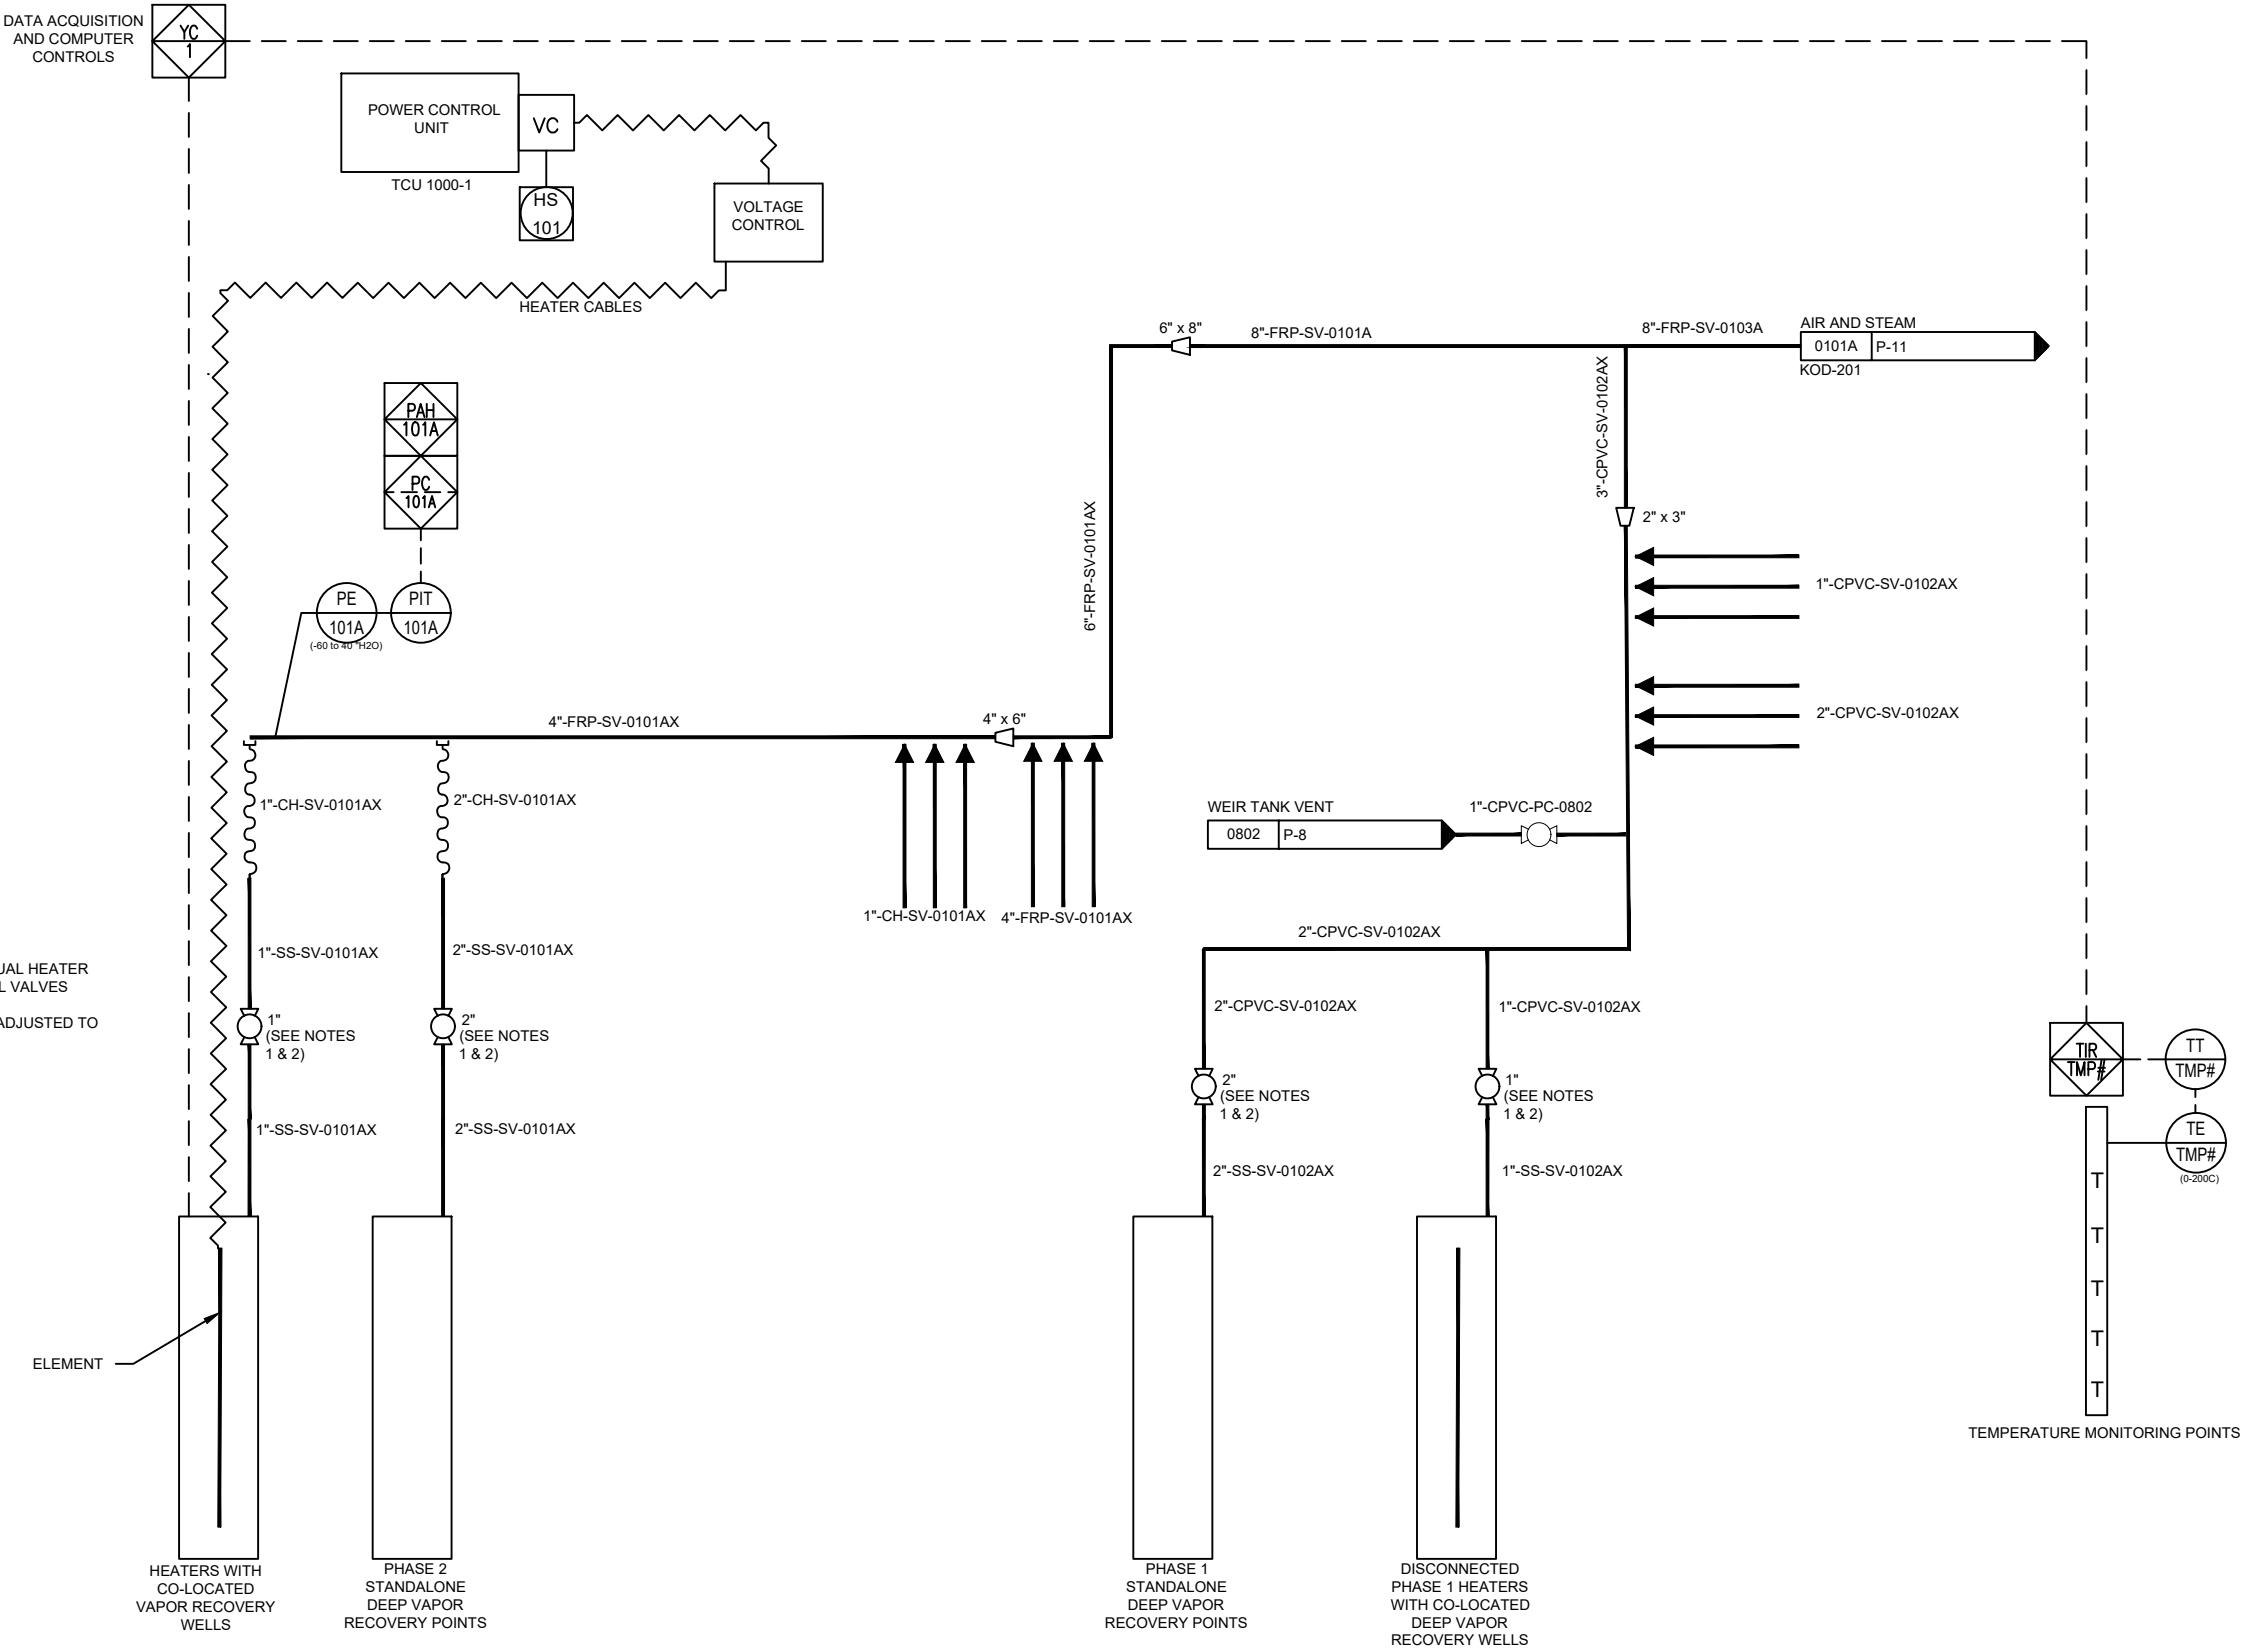 DATA ACQUISITION
AND COMPUTER
CONTROLS
YC
1
POWER CONTROL
UNIT
VC
TCU 1000-1
HS
101
VOLTAGE
CONTROL
HEATER CABLES
6" x 8"
8"-FRP-SV-0101A
8"-FRP-SV-0103A
AIR AND STEAM
0101A
P-11
KOD-201
3"-CPVC-SV-0102AX
2" x 3"
PAH
101A
PC
101A
PE
101A
(-60 to 40 "H2O)
PIT
101A
6"-FRP-SV-0101AX
1"-CPVC-SV-0102AX
2"-CPVC-SV-0102AX
4"-FRP-SV-0101AX
4" x 6"
1"-CH-SV-0101AX
2"-CH-SV-0101AX
WEIR TANK VENT
0802
P-8
1"-CPVC-PC-0802
1"-CH-SV-0101AX
4"-FRP-SV-0101AX
2"-CPVC-SV-0102AX
1"-SS-SV-0101AX
2"-SS-SV-0101AX
UAL HEATER
L VALVES
ADJUSTED TO
1"
(SEE NOTES
1 & 2)
2"
(SEE NOTES
1 & 2)
2"-CPVC-SV-0102AX
1"-CPVC-SV-0102AX
2"
(SEE NOTES
1 & 2)
1"
(SEE NOTES
1 & 2)
1"-SS-SV-0101AX
2"-SS-SV-0101AX
2"-SS-SV-0102AX
1"-SS-SV-0102AX
TIR
TMP#
TT
TMP#
TE
TMP#
(0-200C)
T
T
T
T
T
TEMPERATURE MONITORING POINTS
ELEMENT
HEATERS WITH
CO-LOCATED
VAPOR RECOVERY
WELLS
PHASE 2
STANDALONE
DEEP VAPOR
RECOVERY POINTS
PHASE 1
STANDALONE
DEEP VAPOR
RECOVERY POINTS
DISCONNECTED
PHASE 1 HEATERS
WITH CO-LOCATED
DEEP VAPOR
RECOVERY WELLS